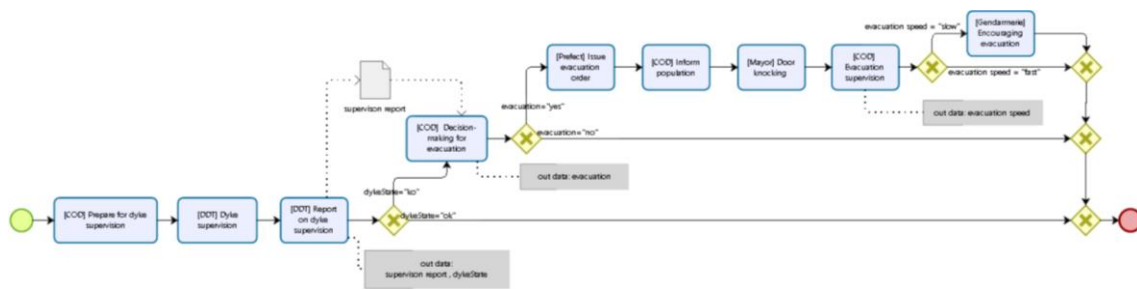 evacuation speed = "slow"
[Gendarmerie]
Encouraging
evacuation
[Prefect] Issue
evacuation
order
[COD] Inform
population
[Mayor] Door
knocking
[COD]
Evacuation
supervision
evacuation speed = "fast"
supervison report
evacuation="yes"
out data: evacuation speed
[COD] Decision-
making for
evacuation
evacuation="no"
out data: evacuation
dykeState="ko"
[COD] Prepare for dyke
supervision
[DDT] Dyke
supervision
[DDT] Report
on dyke
supervision
dykeState="ok"
out data:
supervison report , dykeState